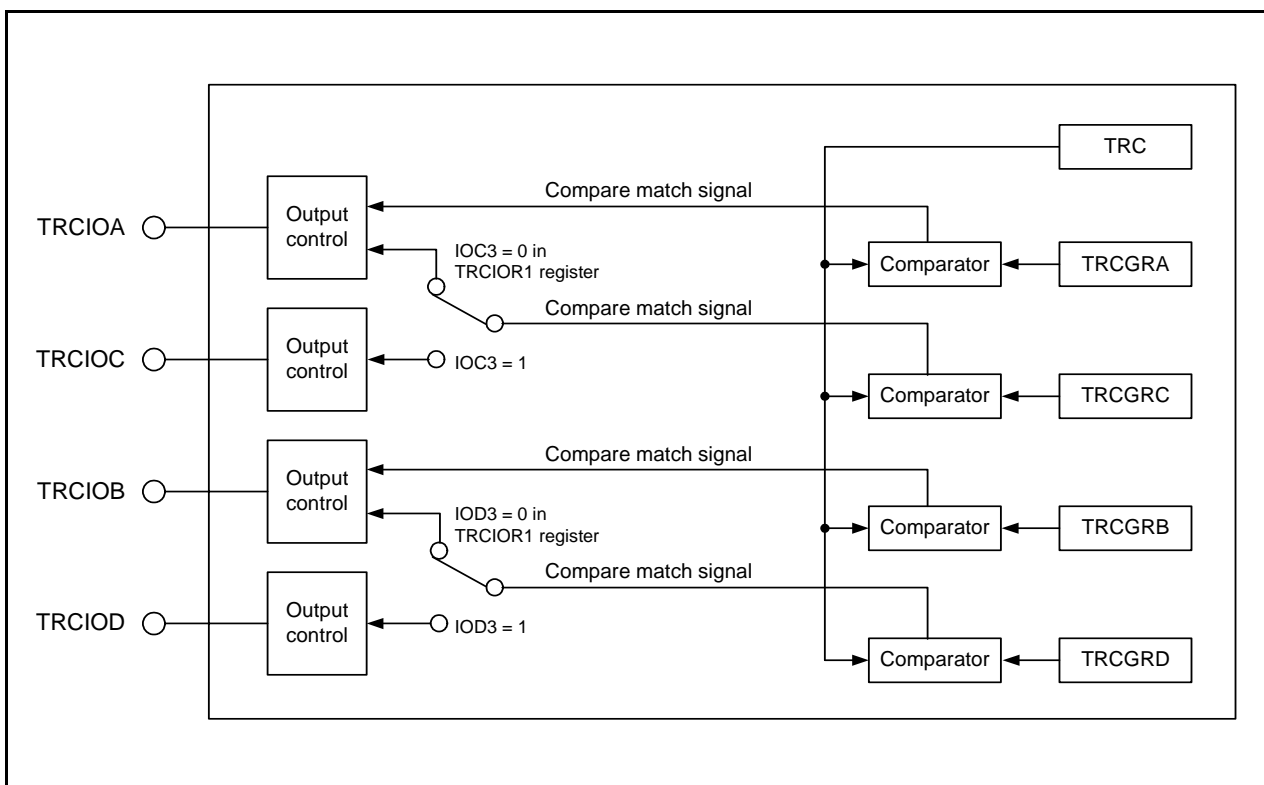 TRC
Compare match signal
TRCIOA
Output
control
IOC3 = 0 in
TRCIOR1 register
Comparator
TRCGRA
Compare match signal
TRCIOC
Output
control
IOC3 = 1
Comparator
TRCGRC
Compare match signal
TRCIOB
Output
control
IOD3 = 0 in
TRCIOR1 register
Comparator
TRCGRB
Compare match signal
TRCIOD
Output
control
IOD3 = 1
Comparator
TRCGRD